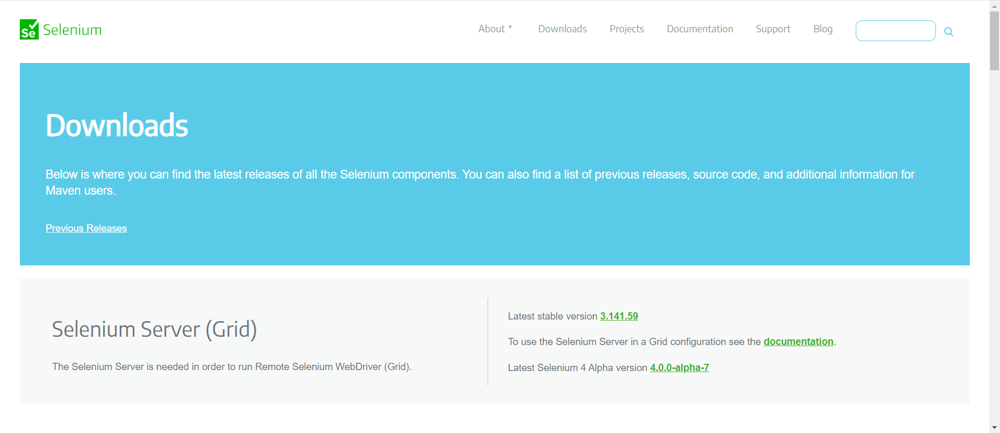 Se Selenium
About ▼ Downloads Projects Documentation Support Blog
Downloads
Below is where you can find the latest releases of all the Selenium components. You can also find a list of previous releases, source code, and additional information for
Maven users.
Previous Releases
Selenium Server (Grid)
The Selenium Server is needed in order to run Remote Selenium WebDriver (Grid).
Latest stable version 3.141.59
To use the Selenium Server in a Grid configuration see the documentation.
Latest Selenium 4 Alpha version 4.0.0-alpha-7